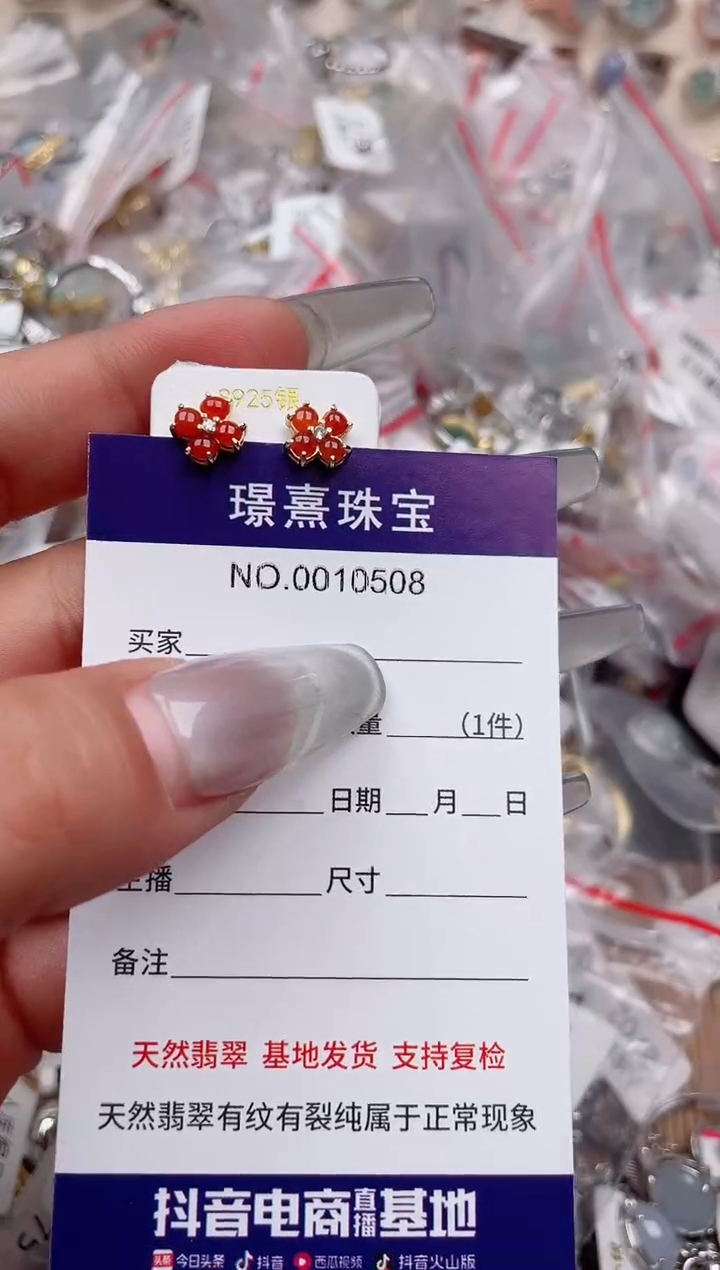 S925银
璟熹珠宝
NO.0010508
买家
量 (1件)
日期 月 日
主播 尺寸
备注
天然翡翠 基地发货 支持复检
天然翡翠有纹有裂纯属于正常现象
抖音电商直播基地
头条 今日头条 抖音 西瓜视频 抖音火山版